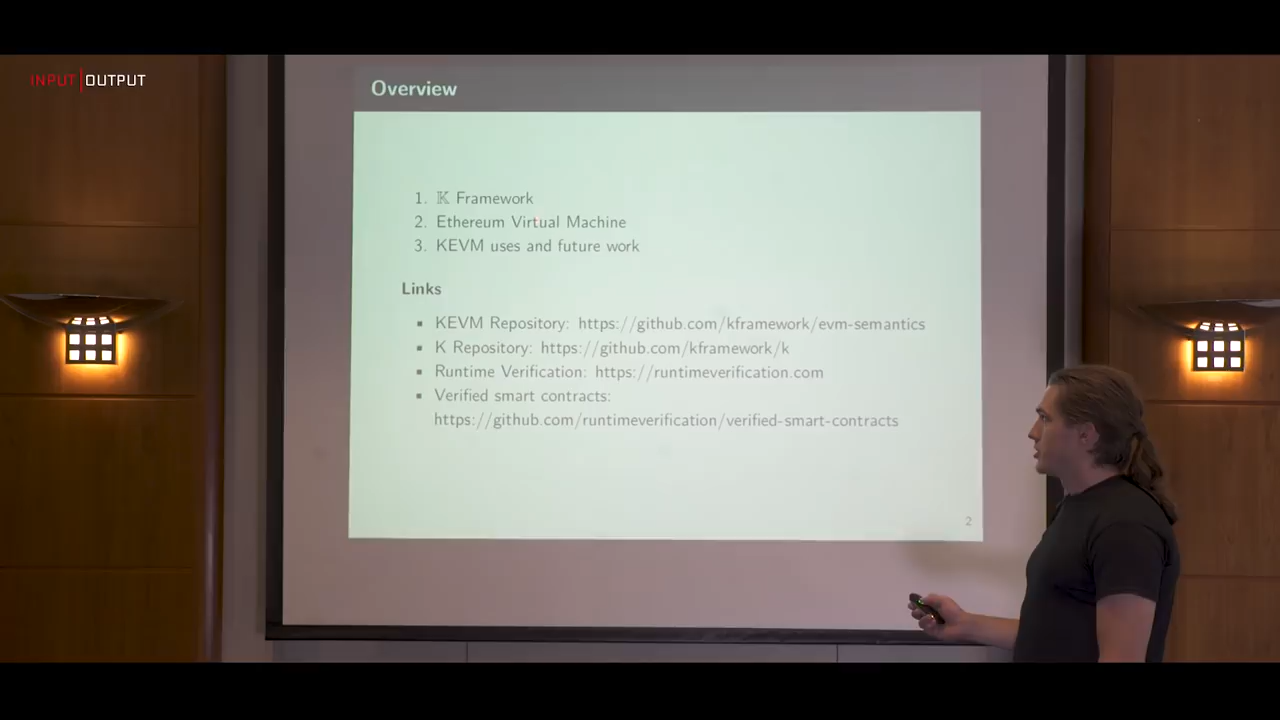 INPUT|OUTPUT
Overview
1. 𝕂 Framework
2. Ethereum Virtual Machine
3. KEVM uses and future work
Links
▪ KEVM Repository: https://github.com/kframework/evm-semantics
▪ K Repository: https://github.com/kframework/k
▪ Runtime Verification: https://runtimeverification.com
▪ Verified smart contracts:
https://github.com/runtimeverification/verified-smart-contracts
2